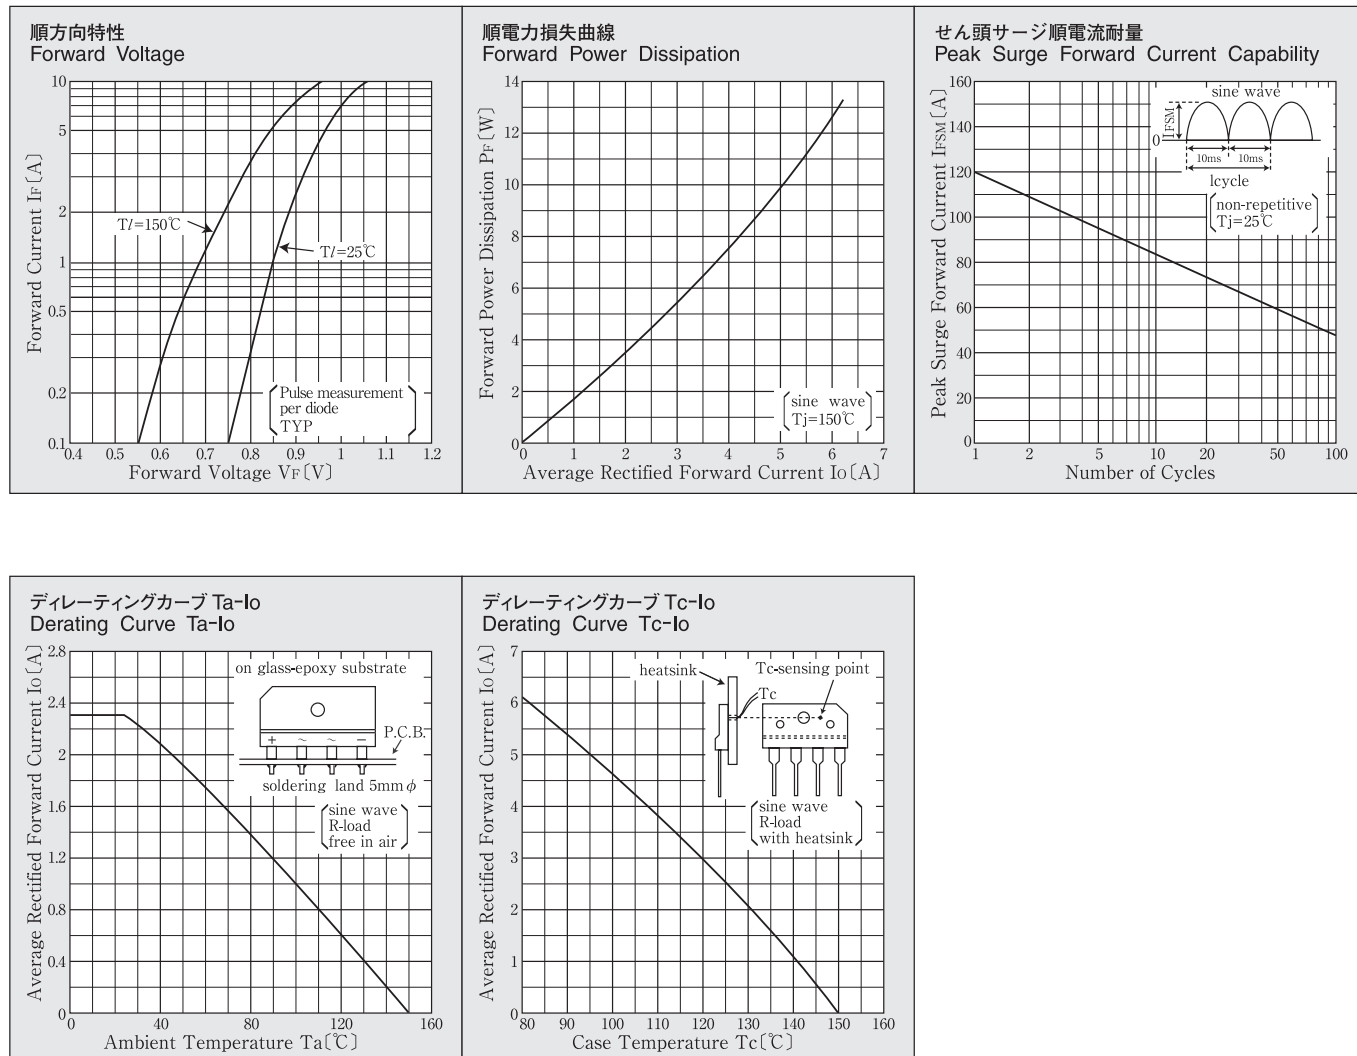 順方向特性
Forward Voltage
Forward Current IF〔A〕
10
5
2
1
0.5
0.2
0.1
Tl=150℃
Tl=25℃
Pulse measurement
per diode
TYP
0.4 0.5 0.6 0.7 0.8 0.9 1 1.1 1.2
Forward Voltage VF〔V〕
順電力損失曲線
Forward Power Dissipation
Forward Power Dissipation PF〔W〕
14
12
10
8
6
4
2
0
sine wave
Tj=150℃
0 1 2 3 4 5 6 7
Average Rectified Forward Current Io〔A〕
せん頭サージ順電流耐量
Peak Surge Forward Current Capability
Peak Surge Forward Current IFSM〔A〕
160
140
120
100
80
60
40
20
0
sine wave
IFSM
0
10ms 10ms
1cycle
non-repetitive
Tj=25℃
1 2 5 10 20 50 100
Number of Cycles
ディレーティングカーブ Ta-Io
Derating Curve Ta-Io
Average Rectified Forward Current Io〔A〕
2.8
2.4
2
1.6
1.2
0.8
0.4
0
on glass-epoxy substrate
+ ~ ~ −
P.C.B.
soldering land 5mmφ
sine wave
R-load
free in air
0 40 80 120 160
Ambient Temperature Ta〔℃〕
ディレーティングカーブ Tc-Io
Derating Curve Tc-Io
Average Rectified Forward Current Io〔A〕
7
6
5
4
3
2
1
0
heatsink
Tc-sensing point
Tc
sine wave
R-load
with heatsink
80 90 100 110 120 130 140 150 160
Case Temperature Tc〔℃〕